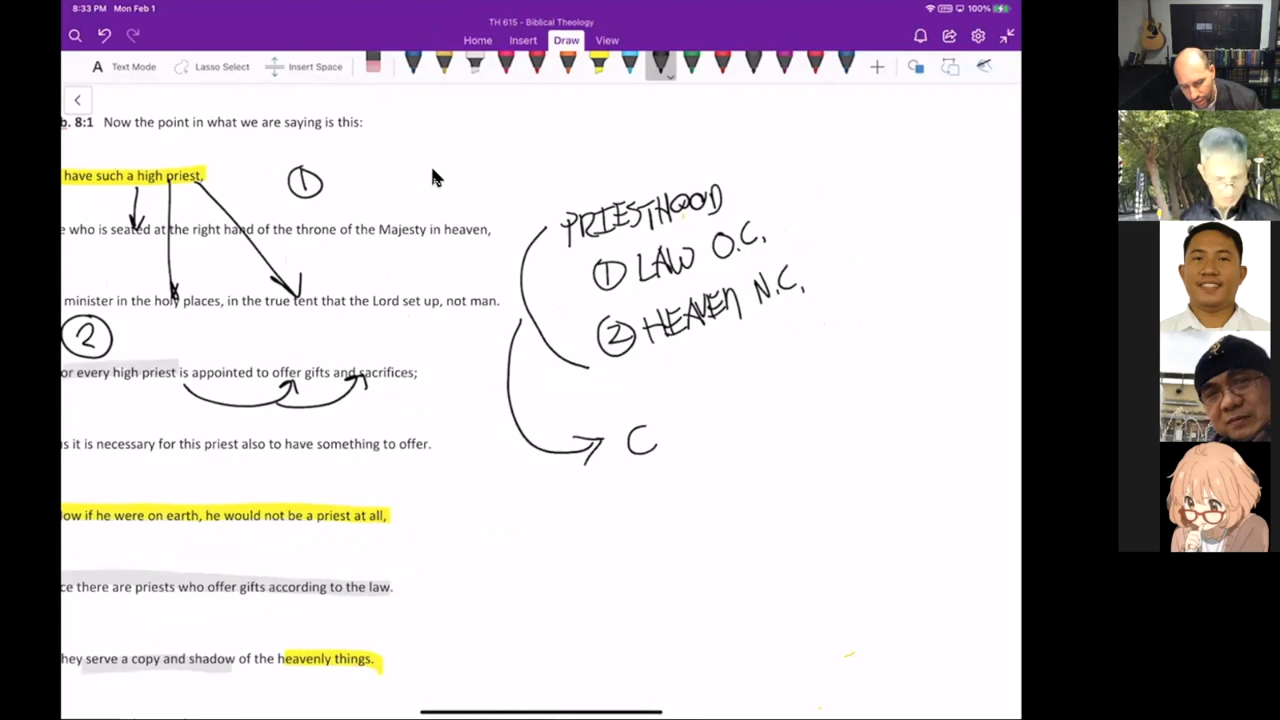 8:33 PM Mon Feb 1
100%
TH 615 - Biblical Theology
Home Insert Draw View
Text Mode Lasso Select Insert Space
b. 8:1 Now the point in what we are saying is this:
have such a high priest,
①
e who is seated at the right hand of the throne of the Majesty in heaven,
minister in the holy places, in the true tent that the Lord set up, not man.
②
or every high priest is appointed to offer gifts and sacrifices;
s it is necessary for this priest also to have something to offer.
ow if he were on earth, he would not be a priest at all,
ce there are priests who offer gifts according to the law.
hey serve a copy and shadow of the heavenly things.
PRIESTHOOD
① LAW O.C.
② HEAVEN N.C.
C